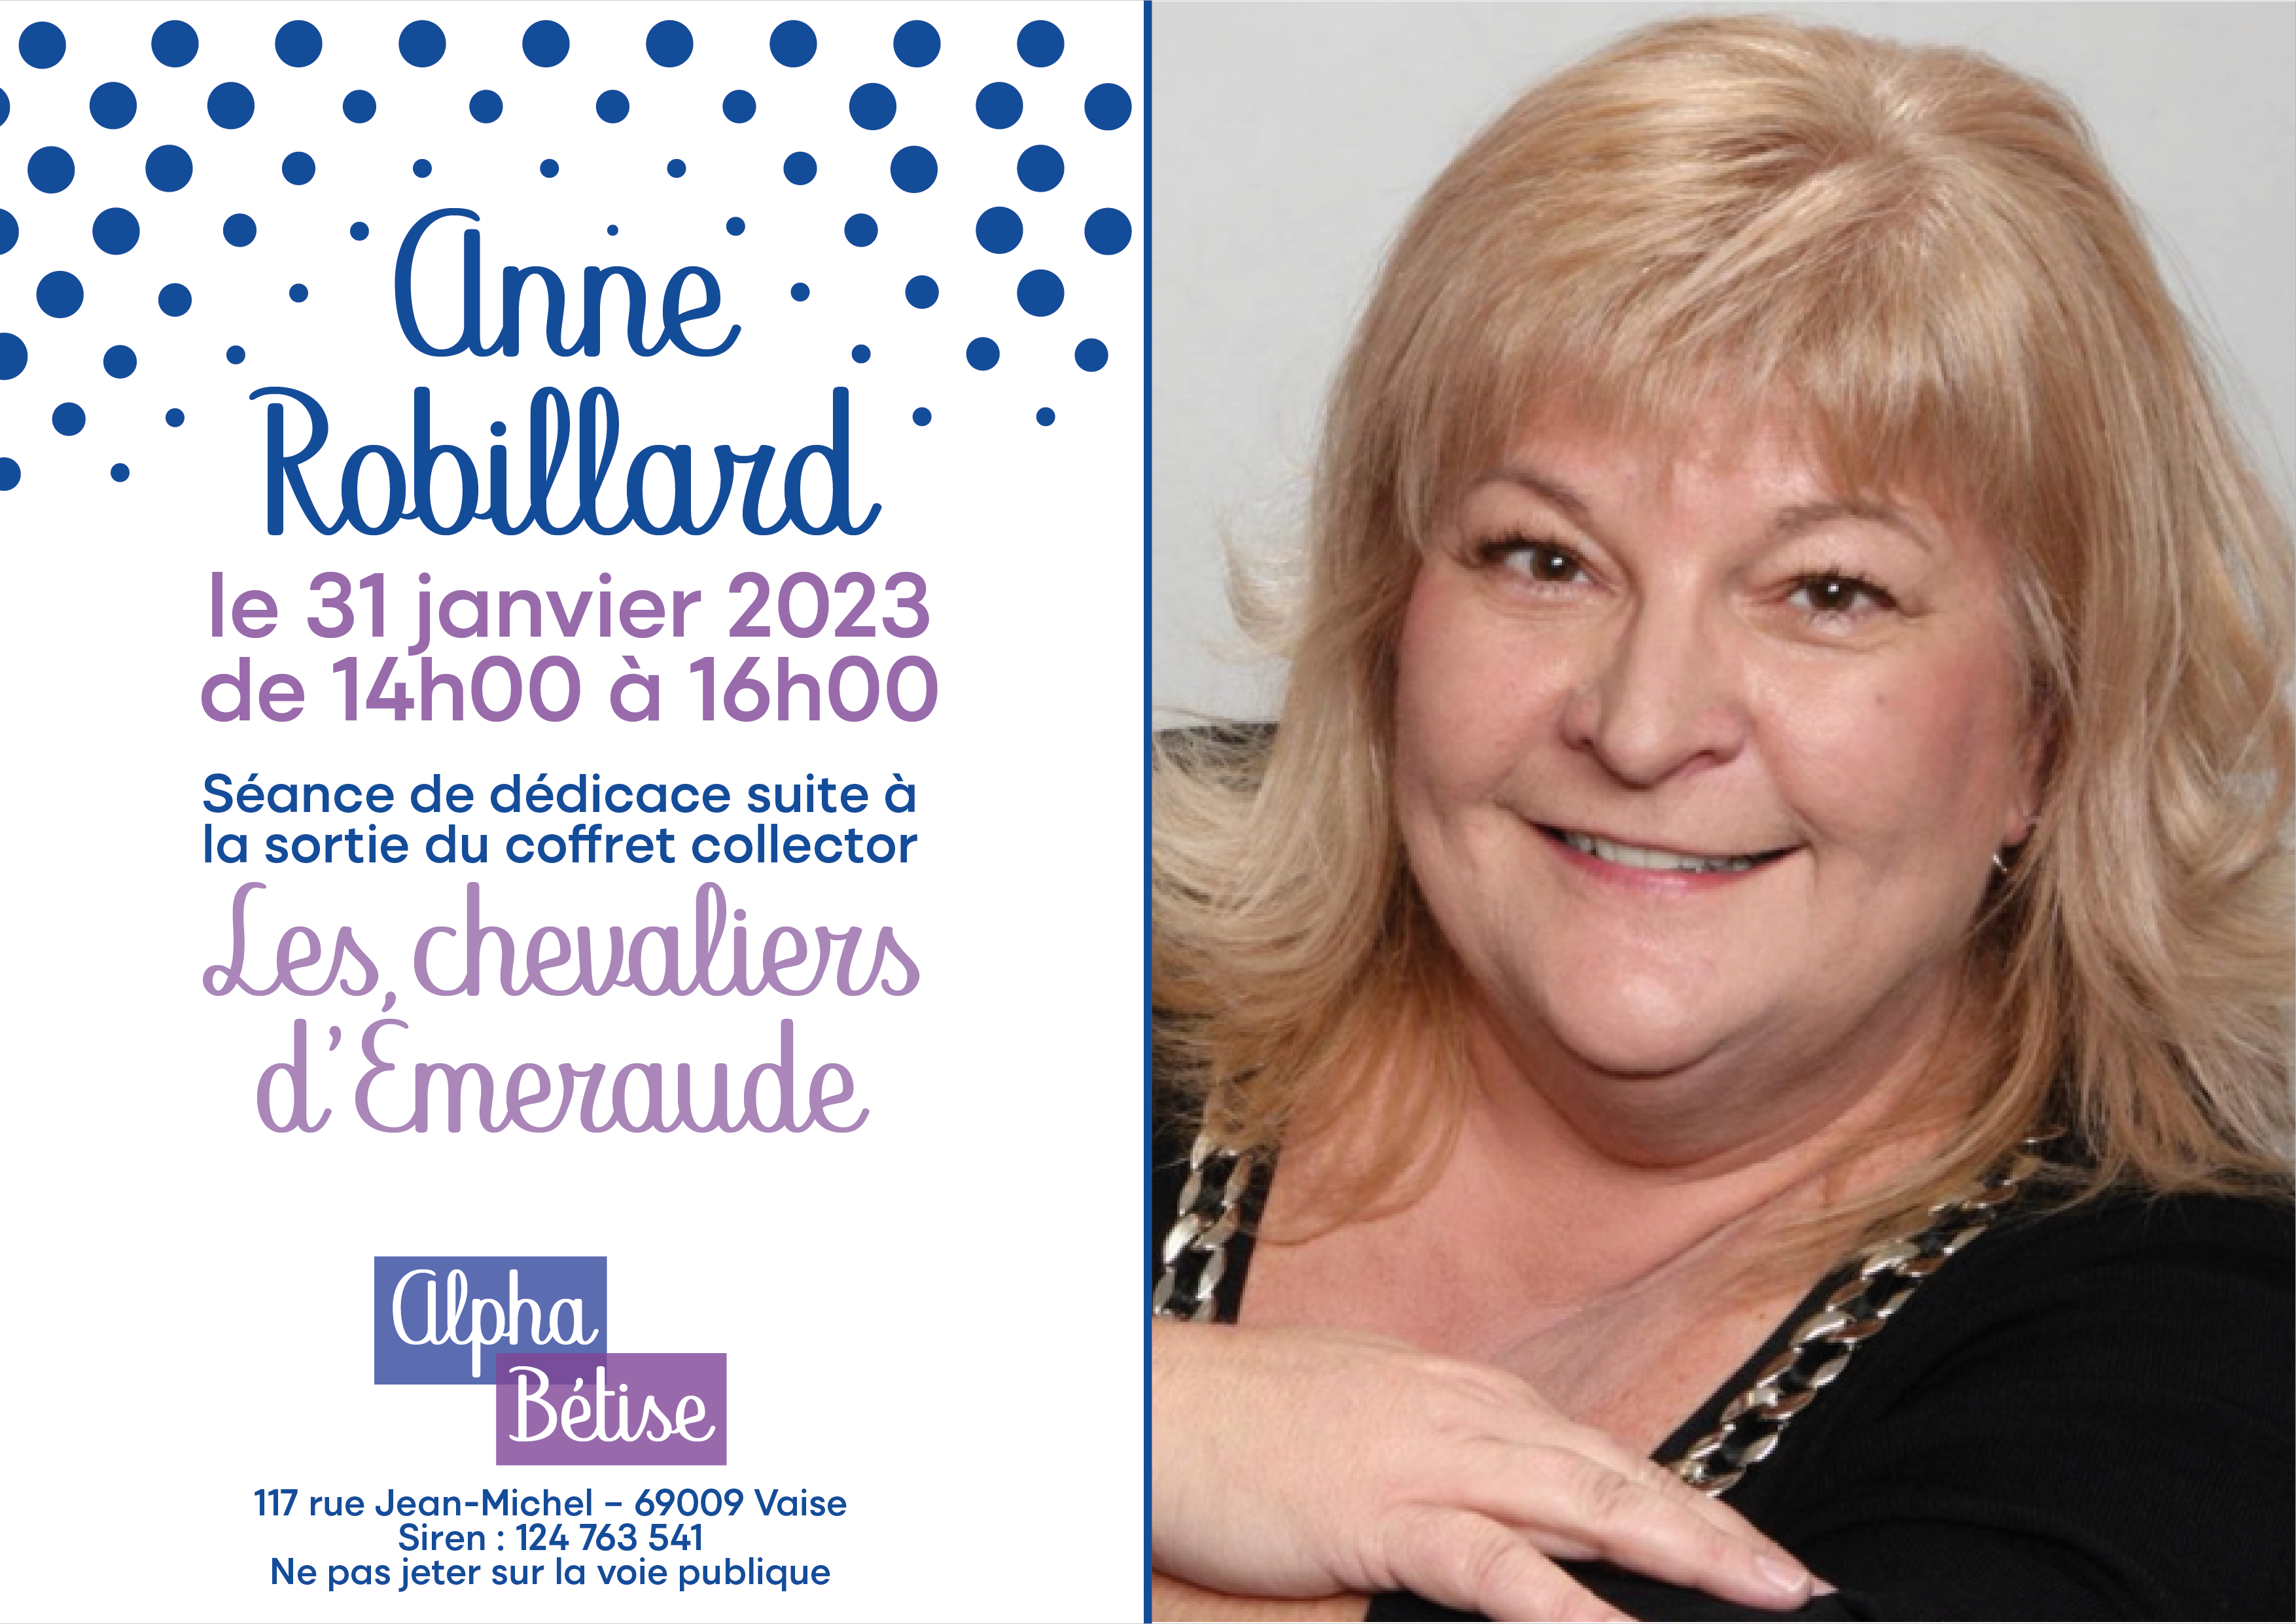 Anne
Robillard
le 31 janvier 2023
de 14h00 à 16h00
Séance de dédicace suite à
la sortie du coffret collector
Les chevaliers
d'Émeraude
Alpha
Bétise
117 rue Jean-Michel – 69009 Vaise
Siren : 124 763 541
Ne pas jeter sur la voie publique